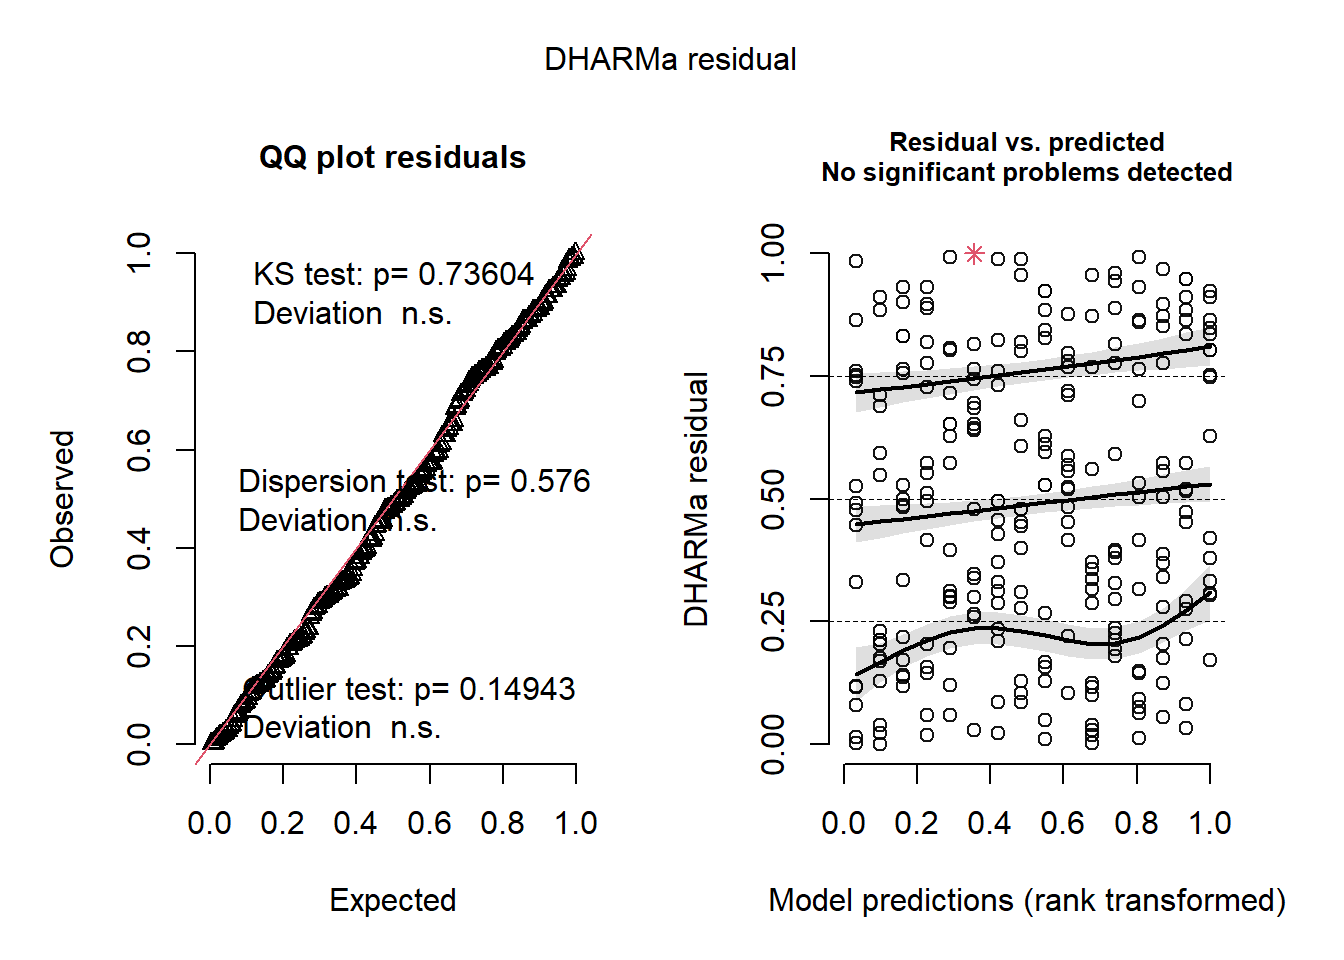 DHARMa residual
QQ plot residuals
KS test: p= 0.73604
Deviation  n.s.
Dispersion test: p= 0.576
Deviation  n.s.
Outlier test: p= 0.14943
Deviation  n.s.
Observed
0.0 0.2 0.4 0.6 0.8 1.0
0.0 0.2 0.4 0.6 0.8 1.0
Expected
Residual vs. predicted
No significant problems detected
DHARMa residual
0.00 0.25 0.50 0.75 1.00
0.0 0.2 0.4 0.6 0.8 1.0
Model predictions (rank transformed)